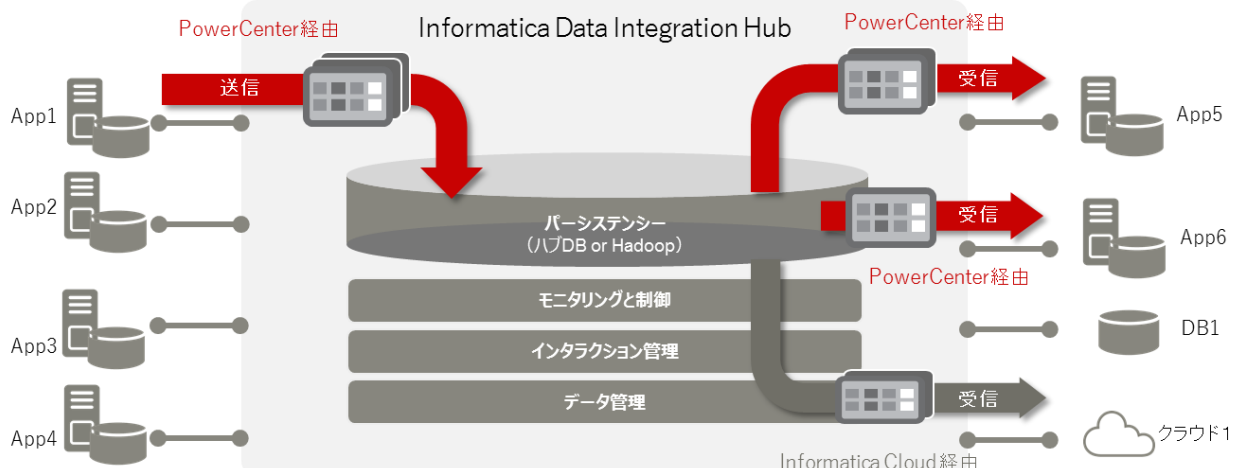 Informatica Data Integration Hub
PowerCenter経由
PowerCenter経由
送信
受信
App1
App5
App2
パーシステンシー
（ハブDB or Hadoop）
受信
App6
PowerCenter経由
モニタリングと制御
App3
インタラクション管理
DB1
データ管理
受信
App4
クラウド1
Informatica Cloud経由